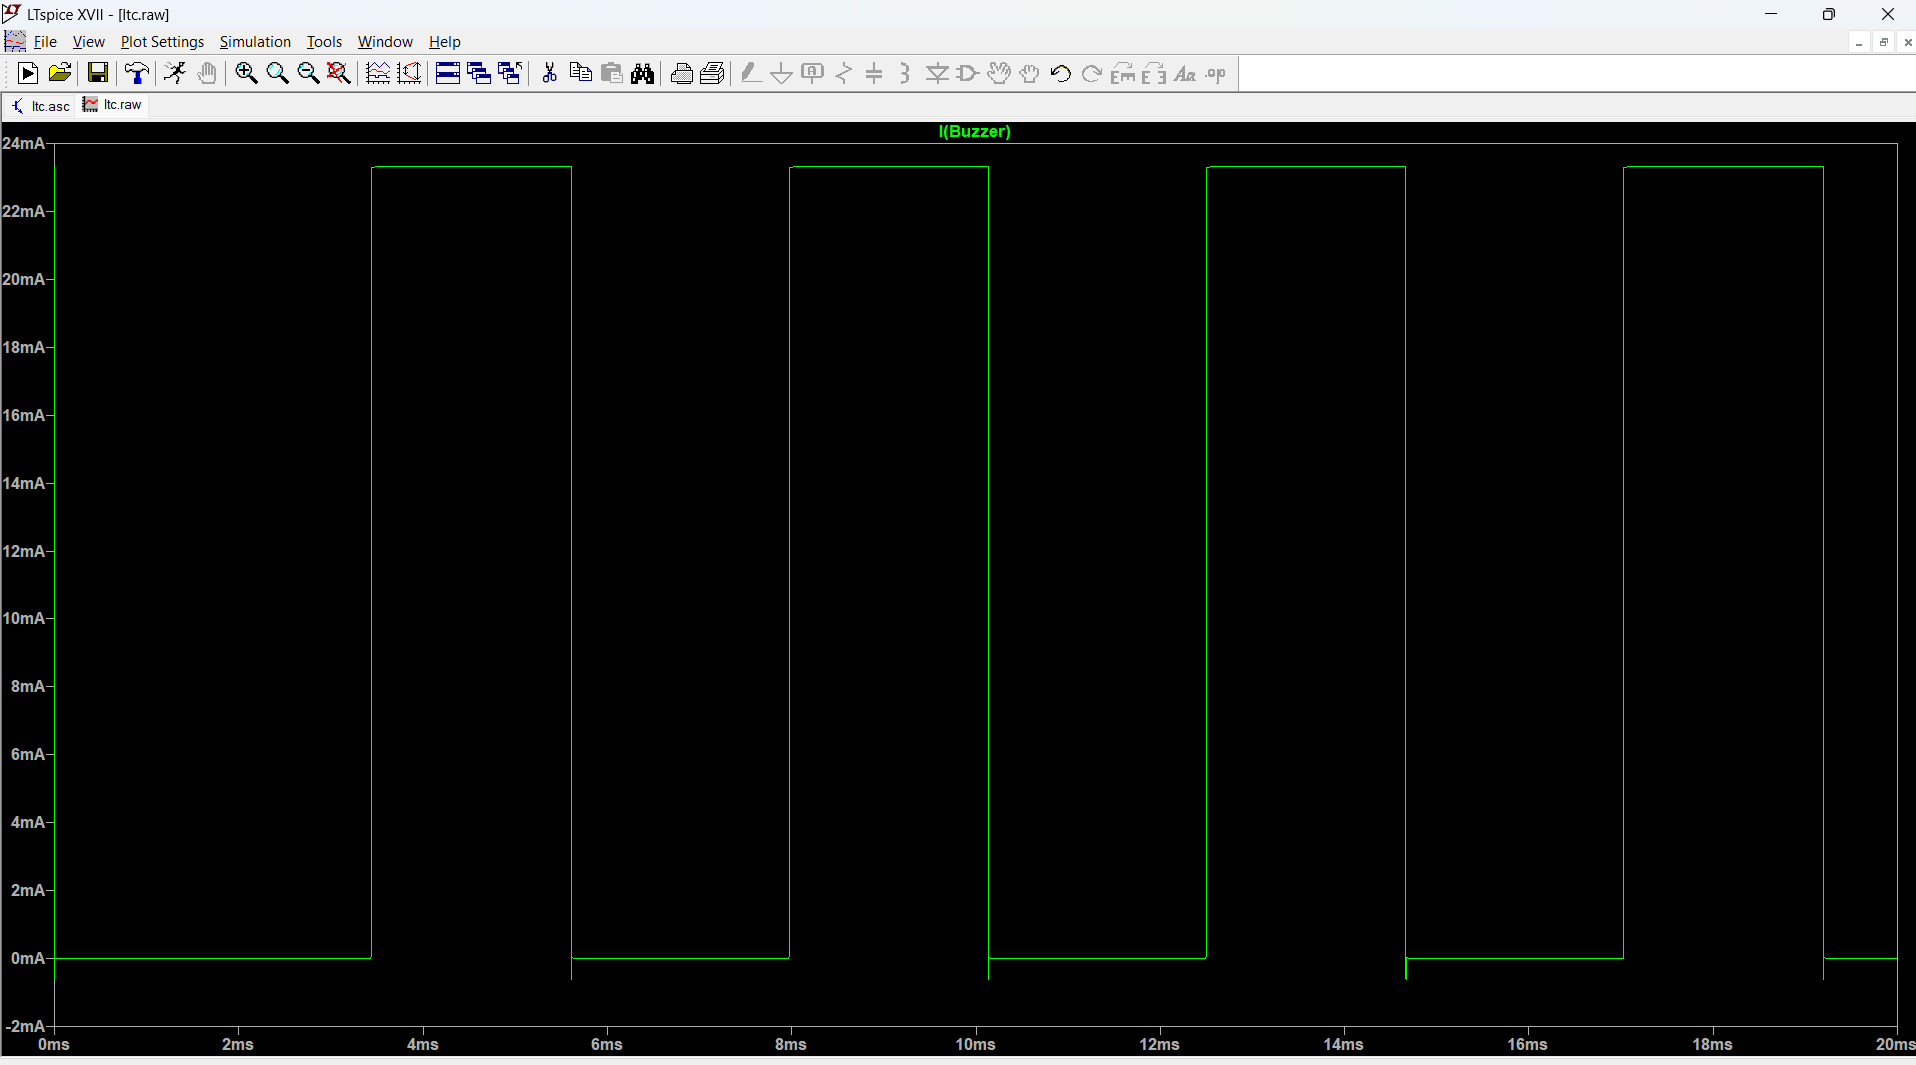 LTspice XVII - [ltc.raw]
File View Plot Settings Simulation Tools Window Help
ltc.asc ltc.raw
I(Buzzer)
24mA
22mA
20mA
18mA
16mA
14mA
12mA
10mA
8mA
6mA
4mA
2mA
0mA
-2mA
0ms 2ms 4ms 6ms 8ms 10ms 12ms 14ms 16ms 18ms 20ms